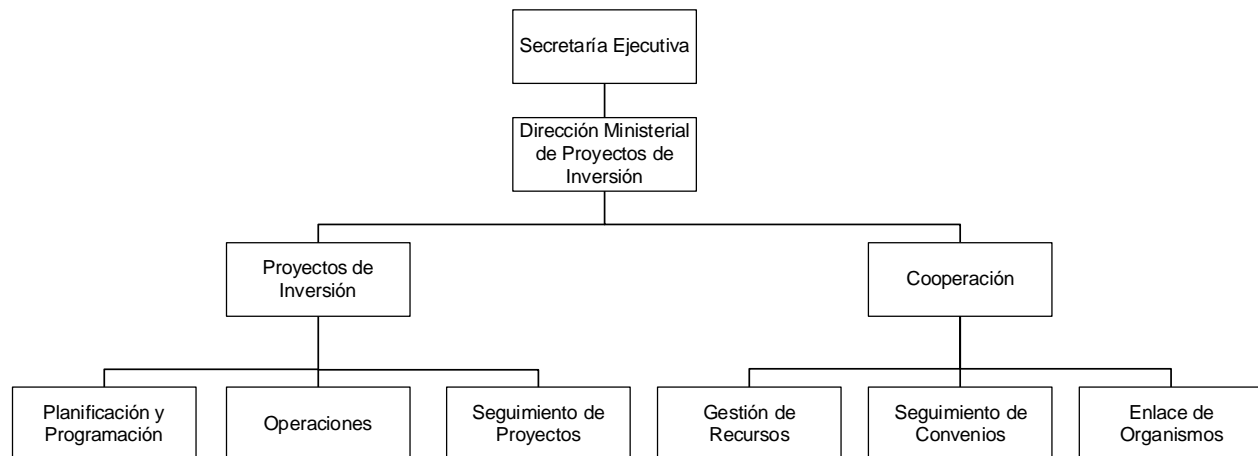 Secretaría Ejecutiva
Dirección Ministerial
de Proyectos de
Inversión
Proyectos de
Inversión
Cooperación
Planificación y
Programación
Operaciones
Seguimiento de
Proyectos
Gestión de
Recursos
Seguimiento de
Convenios
Enlace de
Organismos